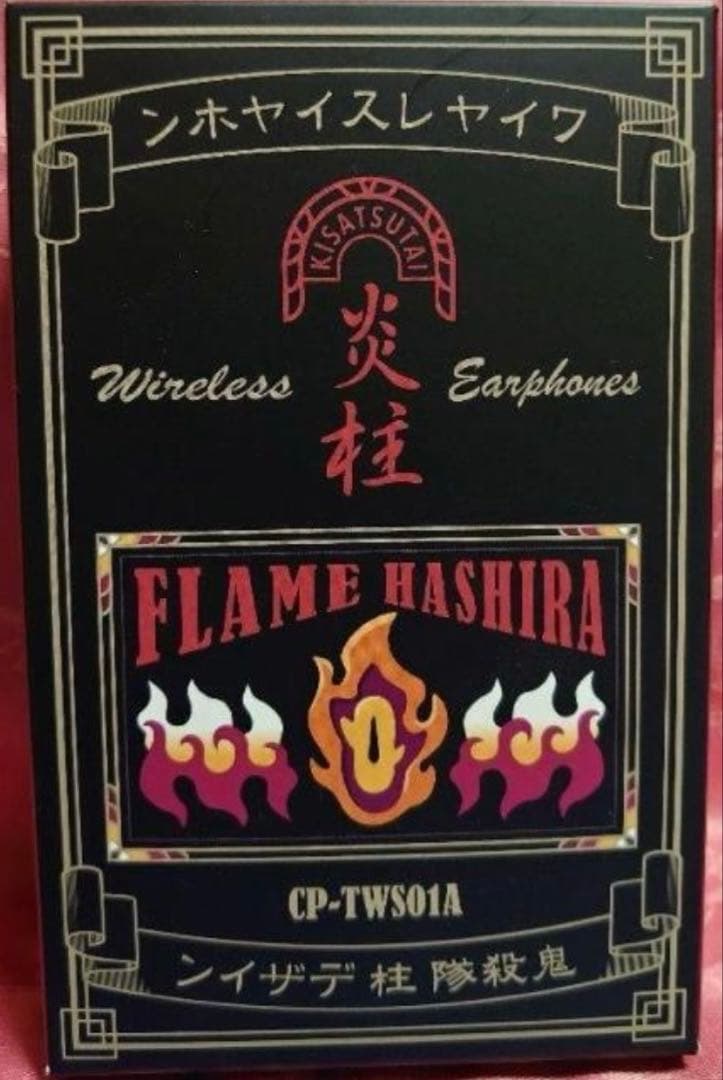 ワイヤレスイヤホン
KISATSUTAI
炎柱
Wireless Earphones
FLAME HASHIRA
CP-TWS01A
鬼殺隊 柱 デザイン